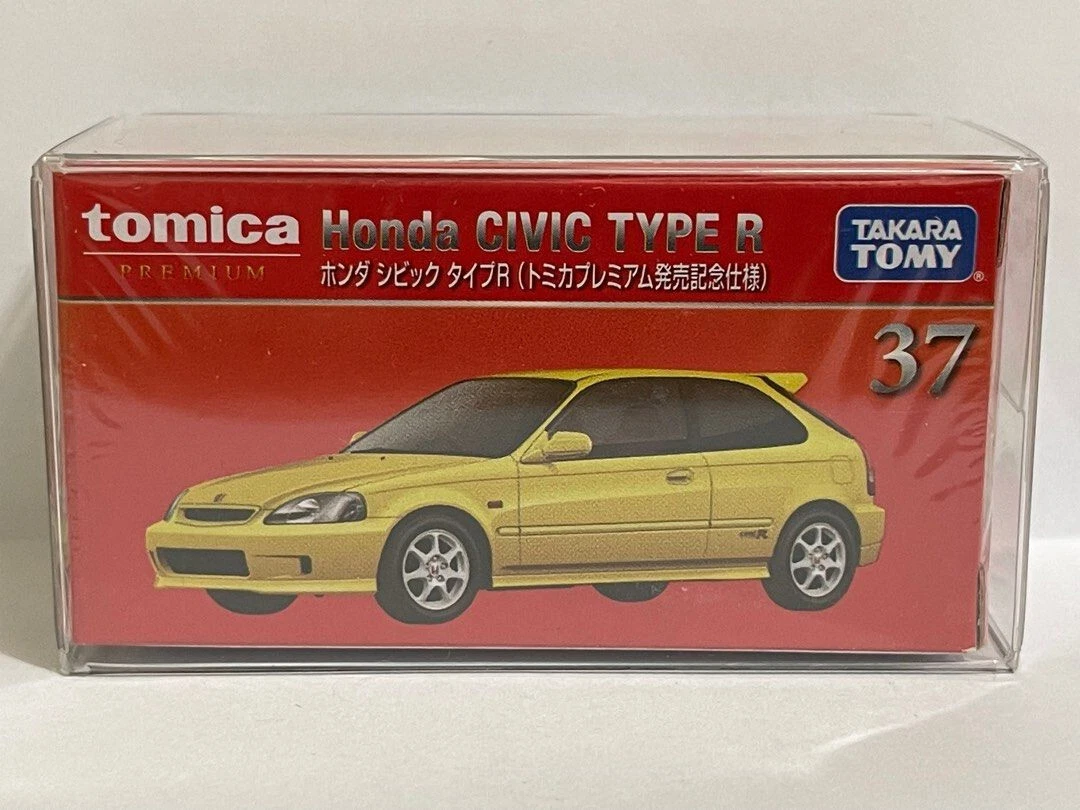 tomica
PREMIUM
Honda CIVIC TYPE R
ホンダ シビック タイプR (トミカプレミアム発売記念仕様)
TAKARA
TOMY
®
37